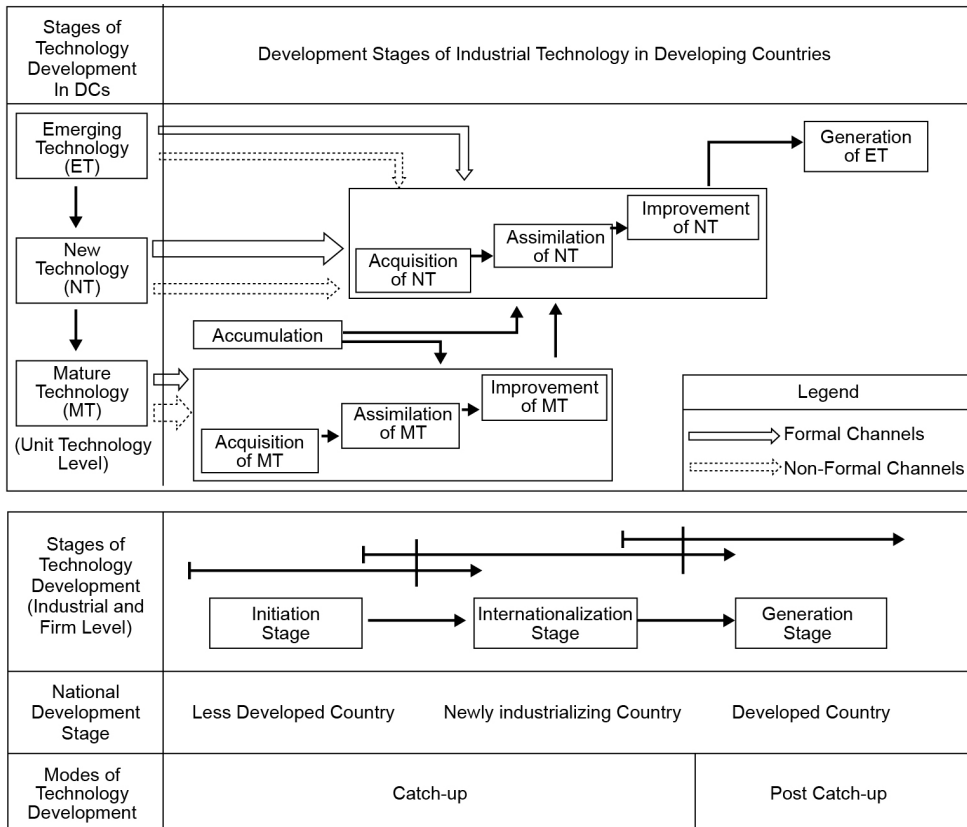 Stages of
Technology
Development
In DCs
Development Stages of Industrial Technology in Developing Countries
Emerging
Technology
(ET)
Generation
of ET
New
Technology
(NT)
Acquisition
of NT
Assimilation
of NT
Improvement
of NT
Accumulation
Mature
Technology
(MT)
(Unit Technology
Level)
Acquisition
of MT
Assimilation
of MT
Improvement
of MT
Legend
Formal Channels
Non-Formal Channels
Stages of
Technology
Development
(Industrial and
Firm Level)
Initiation
Stage
Internationalization
Stage
Generation
Stage
National
Development
Stage
Less Developed Country
Newly industrializing Country
Developed Country
Modes of
Technology
Development
Catch-up
Post Catch-up